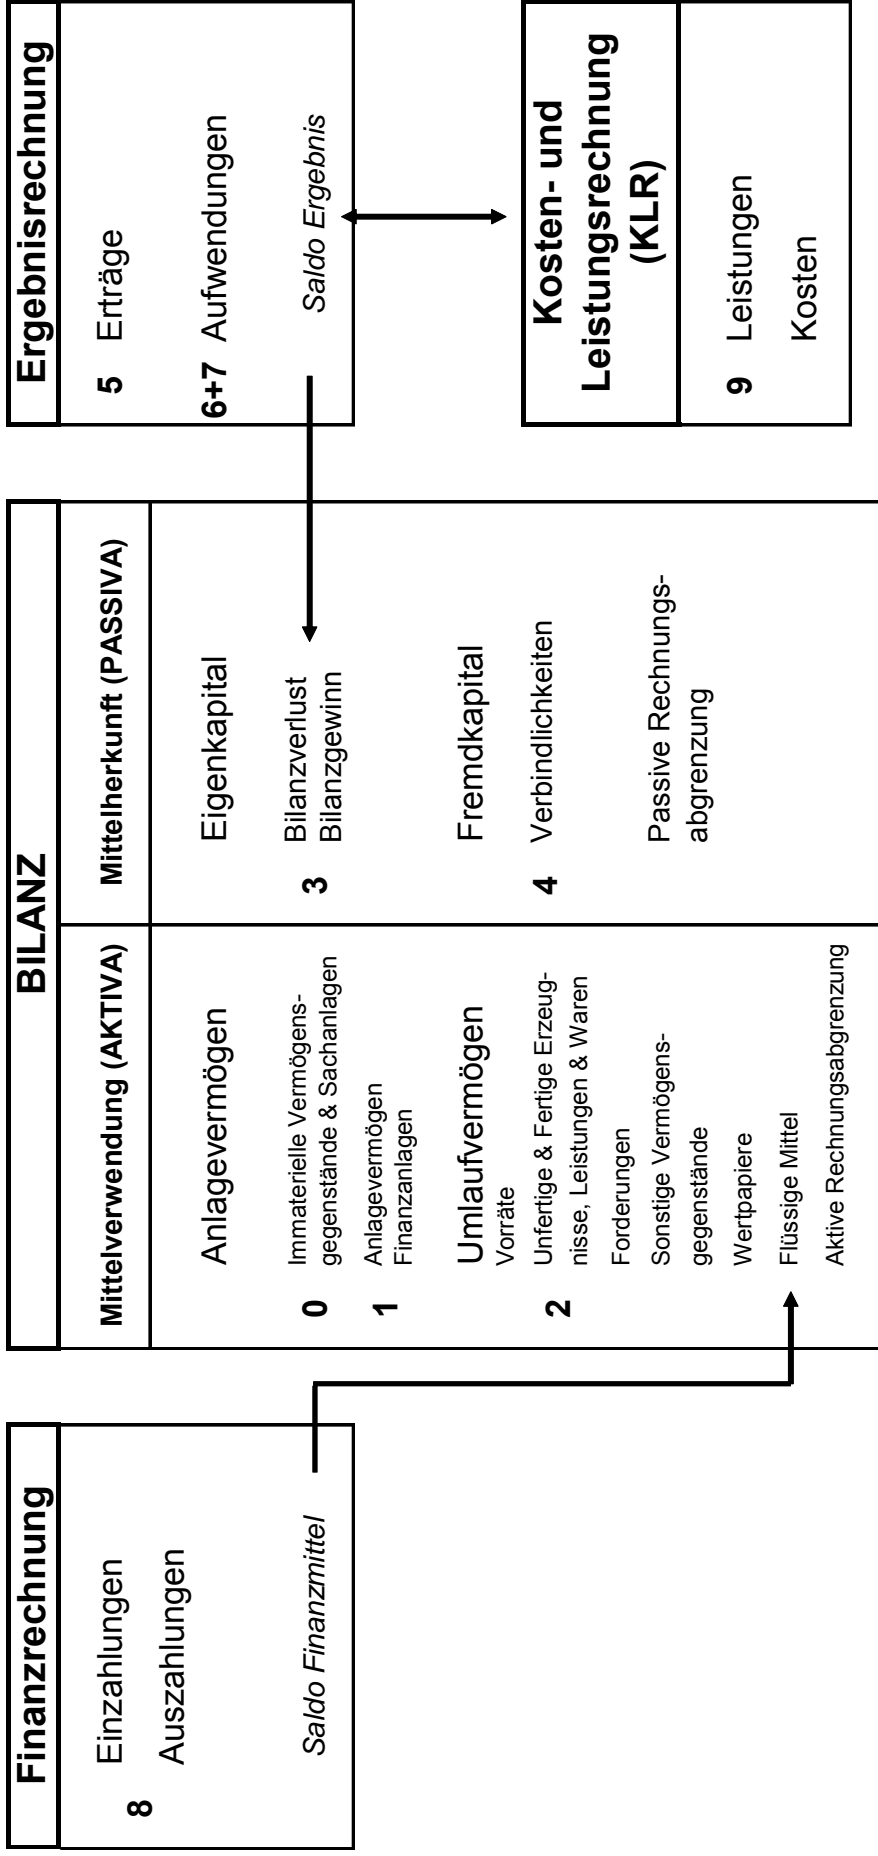 Finanzrechnung
8
Einzahlungen
Auszahlungen
Saldo Finanzmittel
BILANZ
Mittelverwendung (AKTIVA)
Anlagevermögen
0
Immaterielle Vermögens-
gegenstände & Sachanlagen
1
Anlagevermögen
Finanzanlagen
Umlaufvermögen
Vorräte
2
Unfertige & Fertige Erzeug-
nisse, Leistungen & Waren
Forderungen
Sonstige Vermögens-
gegenstände
Wertpapiere
Flüssige Mittel
Aktive Rechnungsabgrenzung
Mittelherkunft (PASSIVA)
Eigenkapital
3
Bilanzverlust
Bilanzgewinn
Fremdkapital
4 Verbindlichkeiten
Passive Rechnungs-
abgrenzung
Ergebnisrechnung
5 Erträge
6+7 Aufwendungen
Saldo Ergebnis
Kosten- und
Leistungsrechnung
(KLR)
9 Leistungen
Kosten